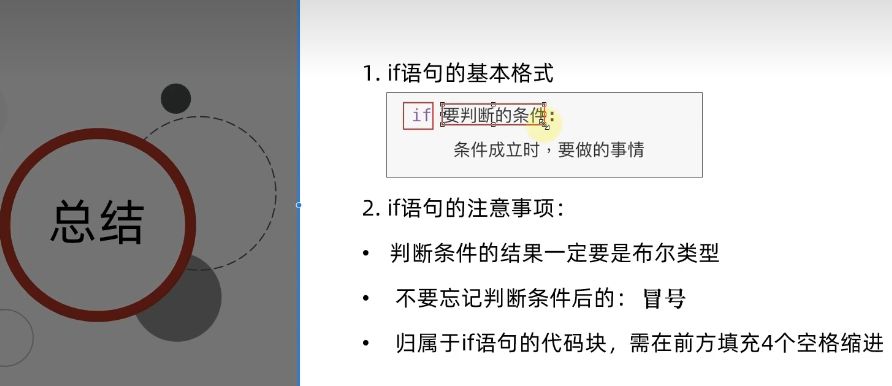 总结
1. if语句的基本格式
if 要判断的条件:
条件成立时，要做的事情
2. if语句的注意事项：
• 判断条件的结果一定要是布尔类型
• 不要忘记判断条件后的： 冒号
• 归属于if语句的代码块，需在前方填充4个空格缩进